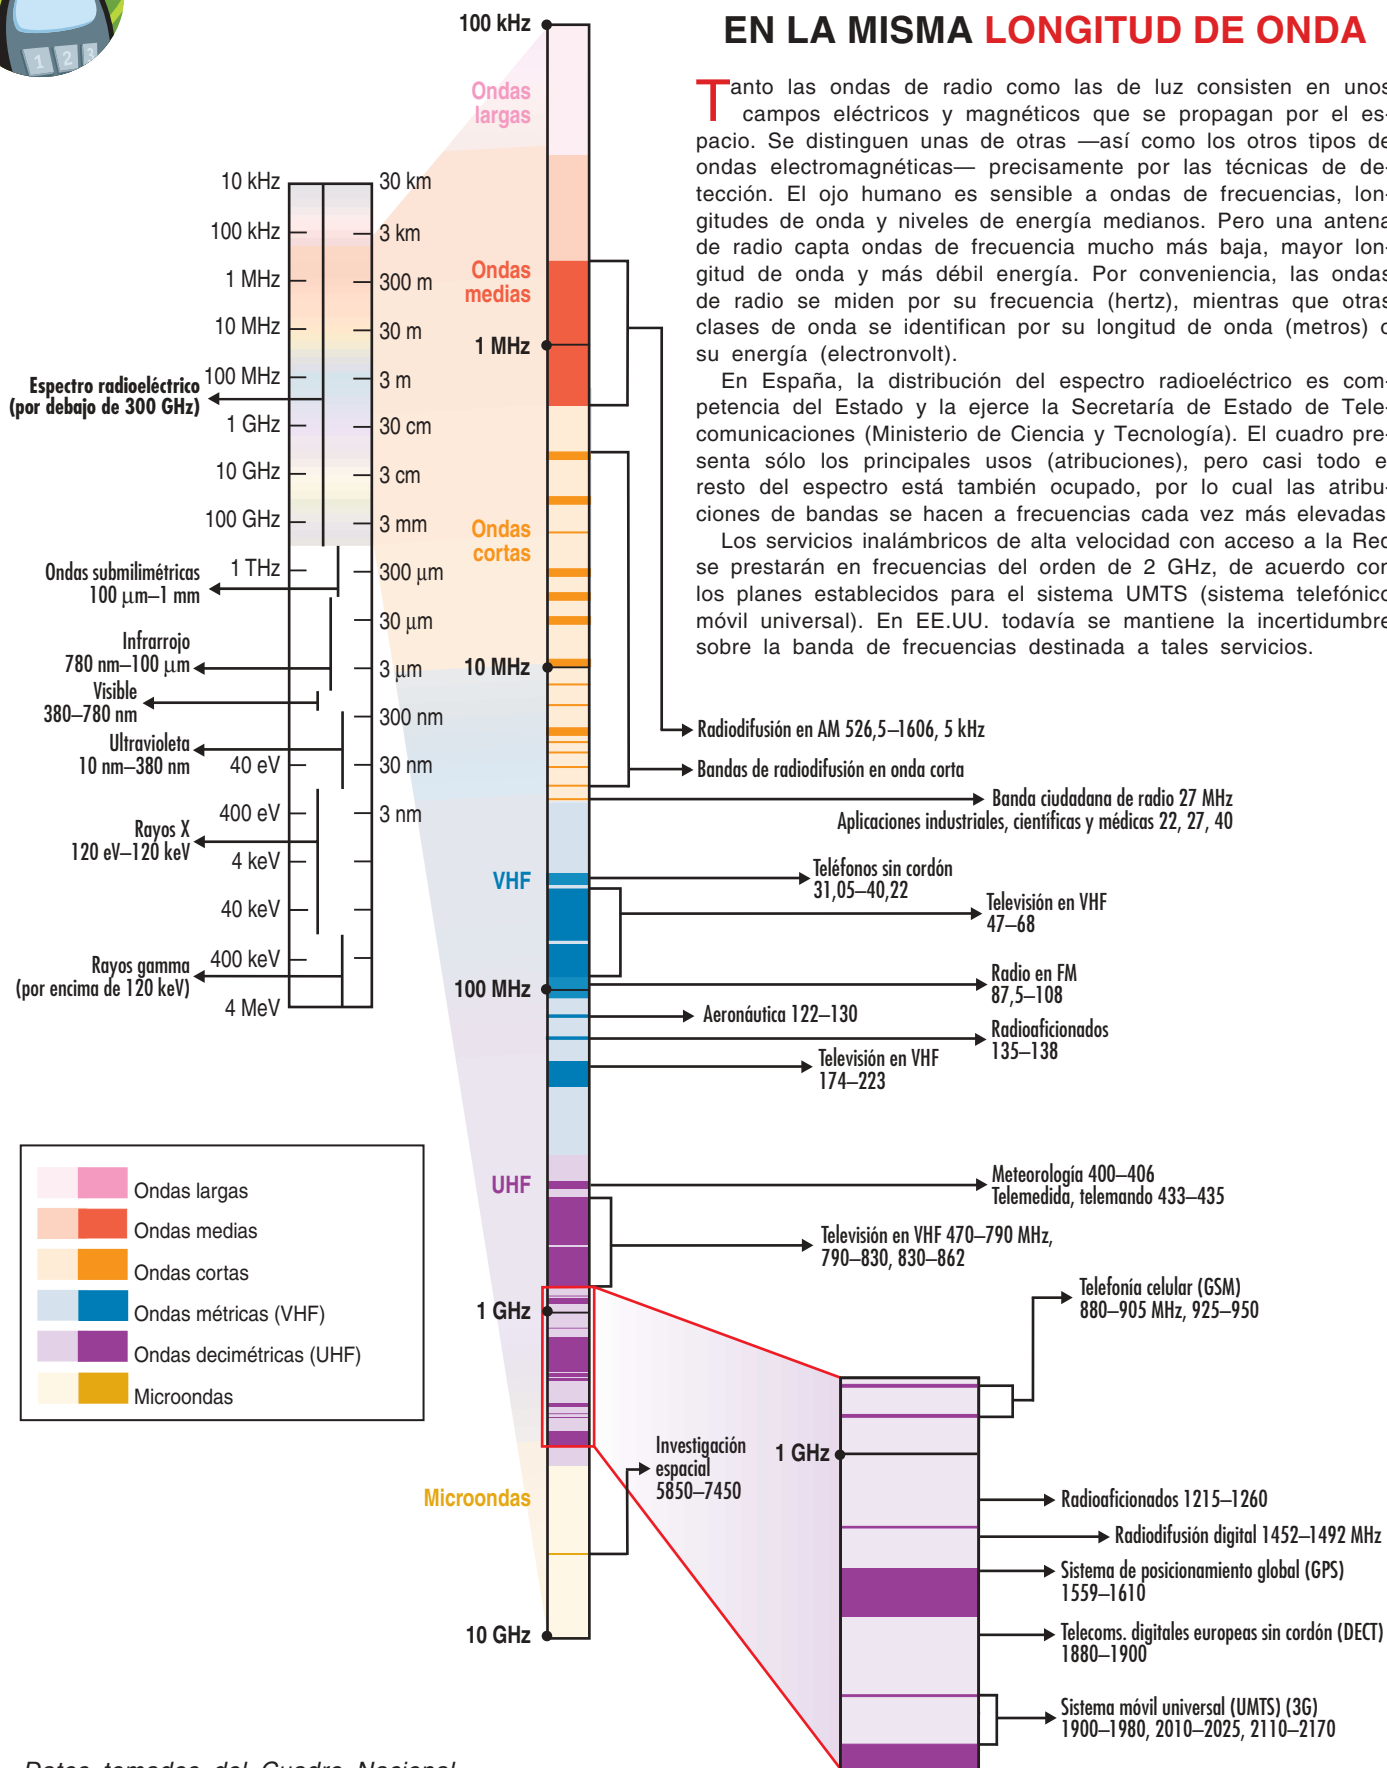 1 2 3
EN LA MISMA LONGITUD DE ONDA
Tanto las ondas de radio como las de luz consisten en unos
campos eléctricos y magnéticos que se propagan por el es-
pacio. Se distinguen unas de otras —así como los otros tipos de
ondas electromagnéticas— precisamente por las técnicas de de-
tección. El ojo humano es sensible a ondas de frecuencias, lon-
gitudes de onda y niveles de energía medianos. Pero una antena
de radio capta ondas de frecuencia mucho más baja, mayor lon-
gitud de onda y más débil energía. Por conveniencia, las ondas
de radio se miden por su frecuencia (hertz), mientras que otras
clases de onda se identifican por su longitud de onda (metros) o
su energía (electronvolt).
En España, la distribución del espectro radioeléctrico es com-
petencia del Estado y la ejerce la Secretaría de Estado de Tele-
comunicaciones (Ministerio de Ciencia y Tecnología). El cuadro pre-
senta sólo los principales usos (atribuciones), pero casi todo el
resto del espectro está también ocupado, por lo cual las atribu-
ciones de bandas se hacen a frecuencias cada vez más elevadas
Los servicios inalámbricos de alta velocidad con acceso a la Red
se prestarán en frecuencias del orden de 2 GHz, de acuerdo con
los planes establecidos para el sistema UMTS (sistema telefónico
móvil universal). En EE.UU. todavía se mantiene la incertidumbre
sobre la banda de frecuencias destinada a tales servicios.
10 kHz
100 kHz
1 MHz
10 MHz
100 MHz
1 GHz
10 GHz
100 GHz
1 THz
40 eV
400 eV
4 keV
40 keV
400 keV
4 MeV
30 km
3 km
300 m
30 m
3 m
30 cm
3 cm
3 mm
300 µm
30 µm
3 µm
300 nm
30 nm
3 nm
Espectro radioeléctrico
(por debajo de 300 GHz)
Ondas submilimétricas
100 µm–1 mm
Infrarrojo
780 nm–100 µm
Visible
380–780 nm
Ultravioleta
10 nm–380 nm
Rayos X
120 eV–120 keV
Rayos gamma
(por encima de 120 keV)
100 kHz
Ondas
largas
Ondas
medias
1 MHz
Ondas
cortas
10 MHz
VHF
100 MHz
UHF
1 GHz
Microondas
10 GHz
Radiodifusión en AM 526,5–1606, 5 kHz
Bandas de radiodifusión en onda corta
Banda ciudadana de radio 27 MHz
Aplicaciones industriales, científicas y médicas 22, 27, 40
Teléfonos sin cordón
31,05–40,22
Televisión en VHF
47–68
Radio en FM
87,5–108
Aeronáutica 122–130
Radioaficionados
135–138
Televisión en VHF
174–223
Meteorología 400–406
Telemedida, telemando 433–435
Televisión en VHF 470–790 MHz,
790–830, 830–862
Telefonía celular (GSM)
880–905 MHz, 925–950
Investigación
espacial
5850–7450
1 GHz
Radioaficionados 1215–1260
Radiodifusión digital 1452–1492 MHz
Sistema de posicionamiento global (GPS)
1559–1610
Telecoms. digitales europeas sin cordón (DECT)
1880–1900
Sistema móvil universal (UMTS) (3G)
1900–1980, 2010–2025, 2110–2170
Ondas largas
Ondas medias
Ondas cortas
Ondas métricas (VHF)
Ondas decimétricas (UHF)
Microondas
Datos tomados del Cuadro Nacional